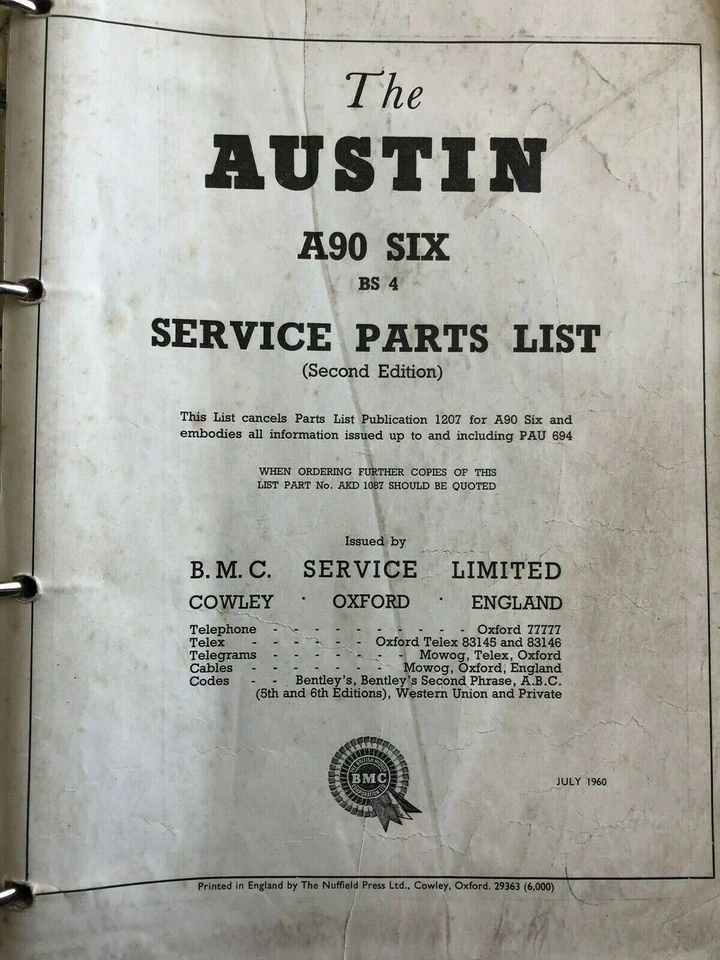 The
AUSTIN
A90 SIX
BS 4
SERVICE PARTS LIST
(Second Edition)
This List cancels Parts List Publication 1207 for A90 Six and
embodies all information issued up to and including PAU 694
WHEN ORDERING FURTHER COPIES OF THIS
LIST PART No. AKD 1087 SHOULD BE QUOTED
Issued by
B. M. C. SERVICE LIMITED
COWLEY · OXFORD · ENGLAND
Telephone - - - - - - - - - Oxford 77777
Telex - - - - - - Oxford Telex 83145 and 83146
Telegrams - - - - - - - Mowog, Telex, Oxford
Cables - - - - - - Mowog, Oxford, England
Codes - - Bentley's, Bentley's Second Phrase, A.B.C.
(5th and 6th Editions), Western Union and Private
BMC
JULY 1960
Printed in England by The Nuffield Press Ltd., Cowley, Oxford. 29363 (6,000)